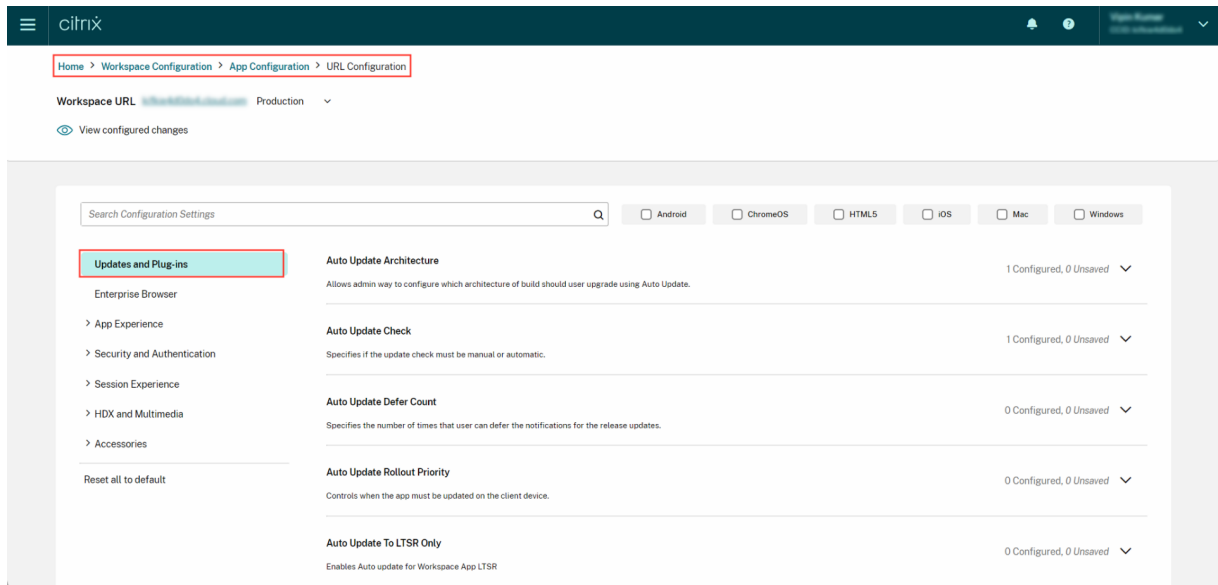 citrix
Home > Workspace Configuration > App Configuration > URL Configuration
Workspace URL Production
View configured changes
Search Configuration Settings
Android ChromeOS HTML5 iOS Mac Windows
Updates and Plug-ins
Enterprise Browser
> App Experience
> Security and Authentication
> Session Experience
> HDX and Multimedia
> Accessories
Reset all to default
Auto Update Architecture
1 Configured, 0 Unsaved
Allows admin way to configure which architecture of build should user upgrade using Auto Update.
Auto Update Check
1 Configured, 0 Unsaved
Specifies if the update check must be manual or automatic.
Auto Update Defer Count
0 Configured, 0 Unsaved
Specifies the number of times that user can defer the notifications for the release updates.
Auto Update Rollout Priority
0 Configured, 0 Unsaved
Controls when the app must be updated on the client device.
Auto Update To LTSR Only
0 Configured, 0 Unsaved
Enables Auto update for Workspace App LTSR